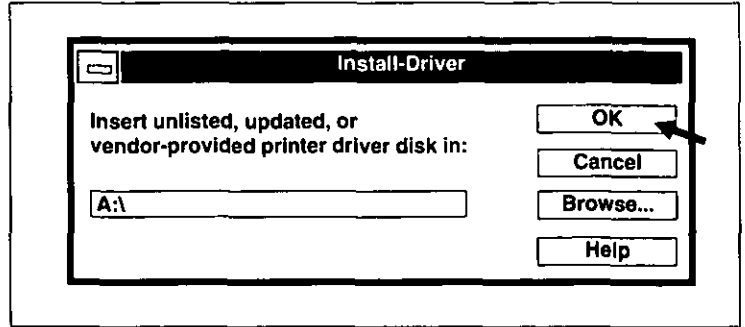 Install-Driver
Insert unlisted, updated, or
vendor-provided printer driver disk in:
A:\
OK
Cancel
Browse...
Help